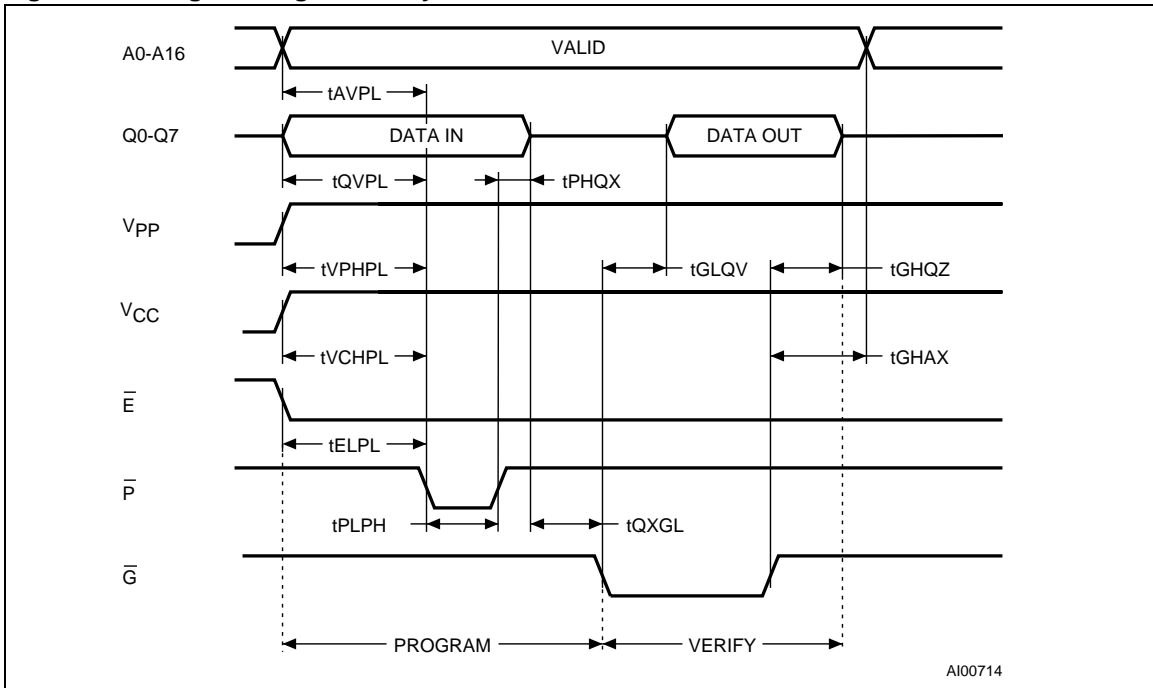 A0-A16
VALID
tAVPL
Q0-Q7
DATA IN
DATA OUT
tQVPL
tPHQX
VPP
tVPHPL
tGLQV
tGHQZ
VCC
tVCHPL
tGHAX
E̅
tELPL
P̅
tPLPH
tQXGL
G̅
PROGRAM
VERIFY
AI00714